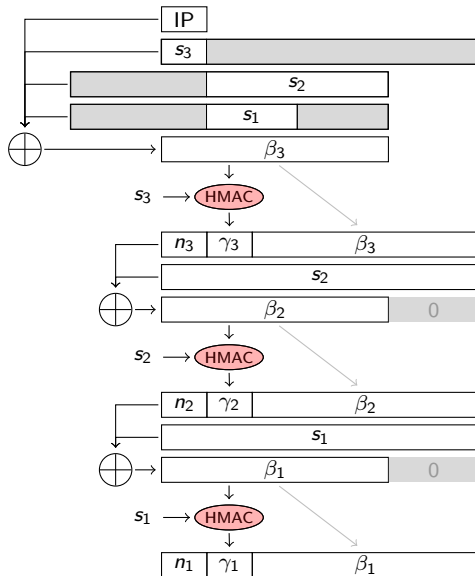 IP
s₃
s₂
s₁
β₃
s₃ HMAC
n₃ γ₃ β₃
s₂
β₂ 0
s₂ HMAC
n₂ γ₂ β₂
s₁
β₁ 0
s₁ HMAC
n₁ γ₁ β₁